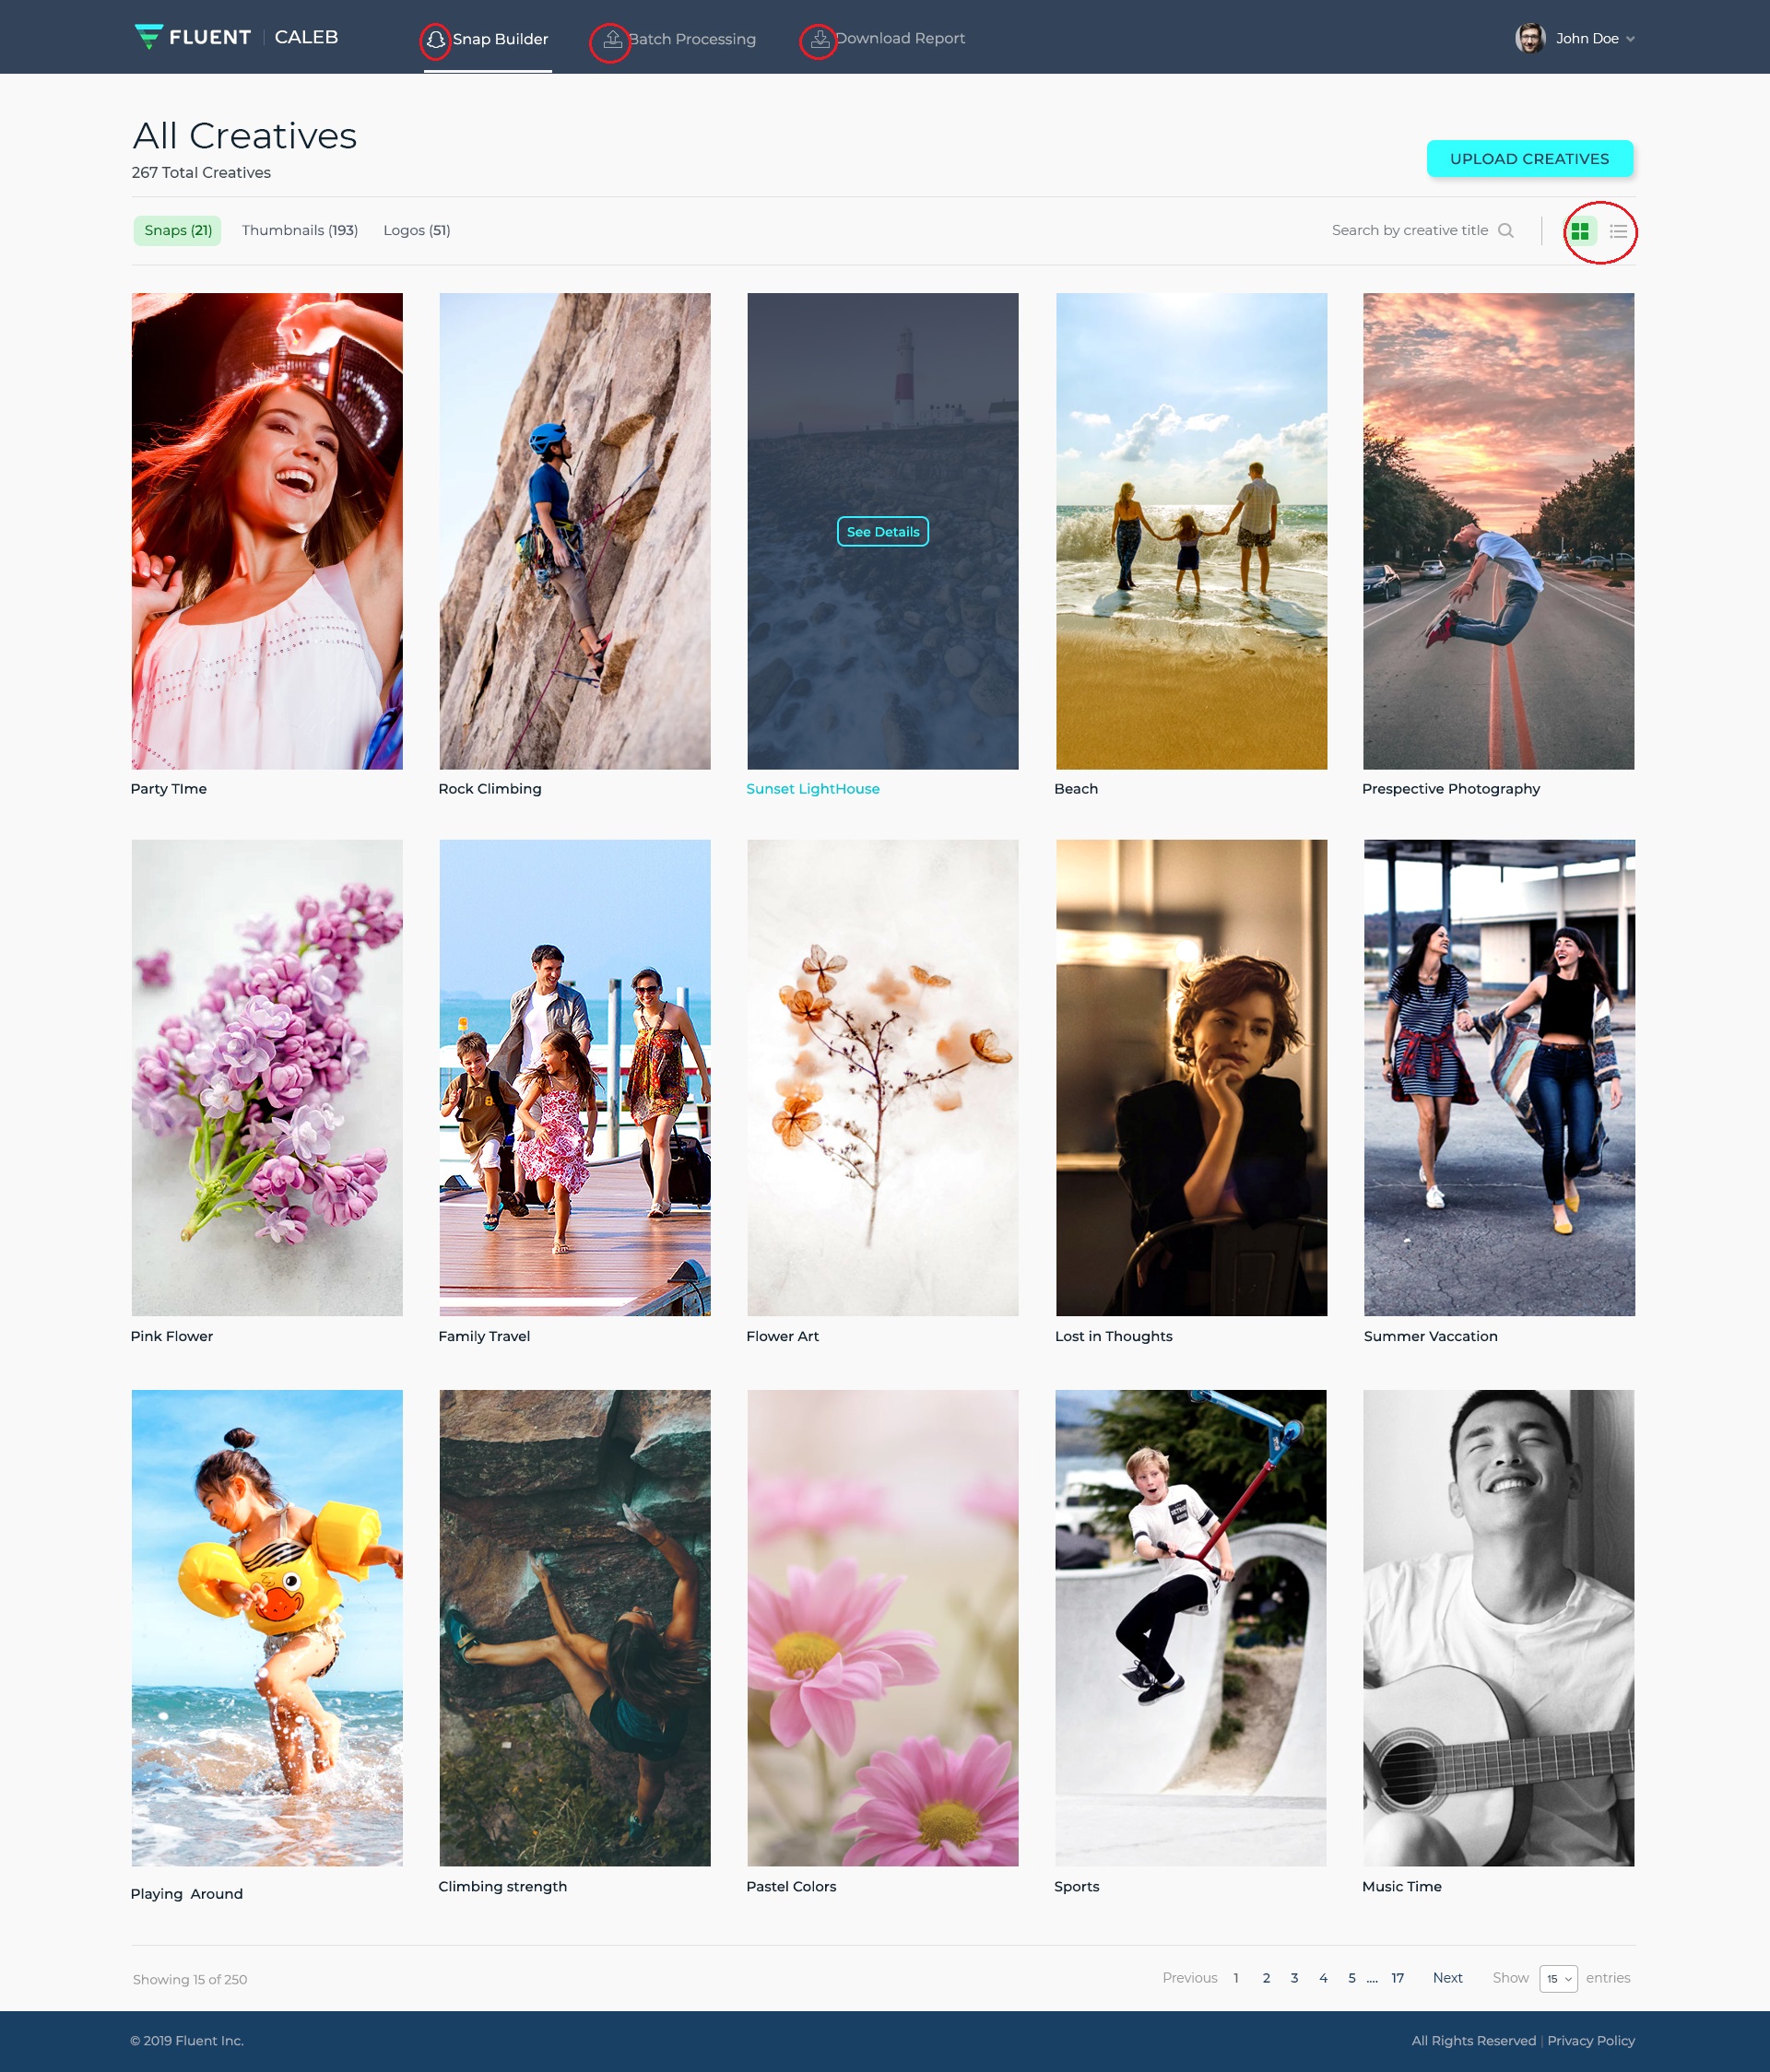 FLUENT | CALEB
Snap Builder
Batch Processing
Download Report
John Doe
All Creatives
267 Total Creatives
UPLOAD CREATIVES
Snaps (21)
Thumbnails (193)
Logos (51)
Search by creative title
See Details
Party TIme
Rock Climbing
Sunset LightHouse
Beach
Prespective Photography
Pink Flower
Family Travel
Flower Art
Lost in Thoughts
Summer Vaccation
Playing Around
Climbing strength
Pastel Colors
Sports
Music Time
Showing 15 of 250
Previous 1 2 3 4 5 .... 17 Next Show 15 entries
© 2019 Fluent Inc.
All Rights Reserved | Privacy Policy